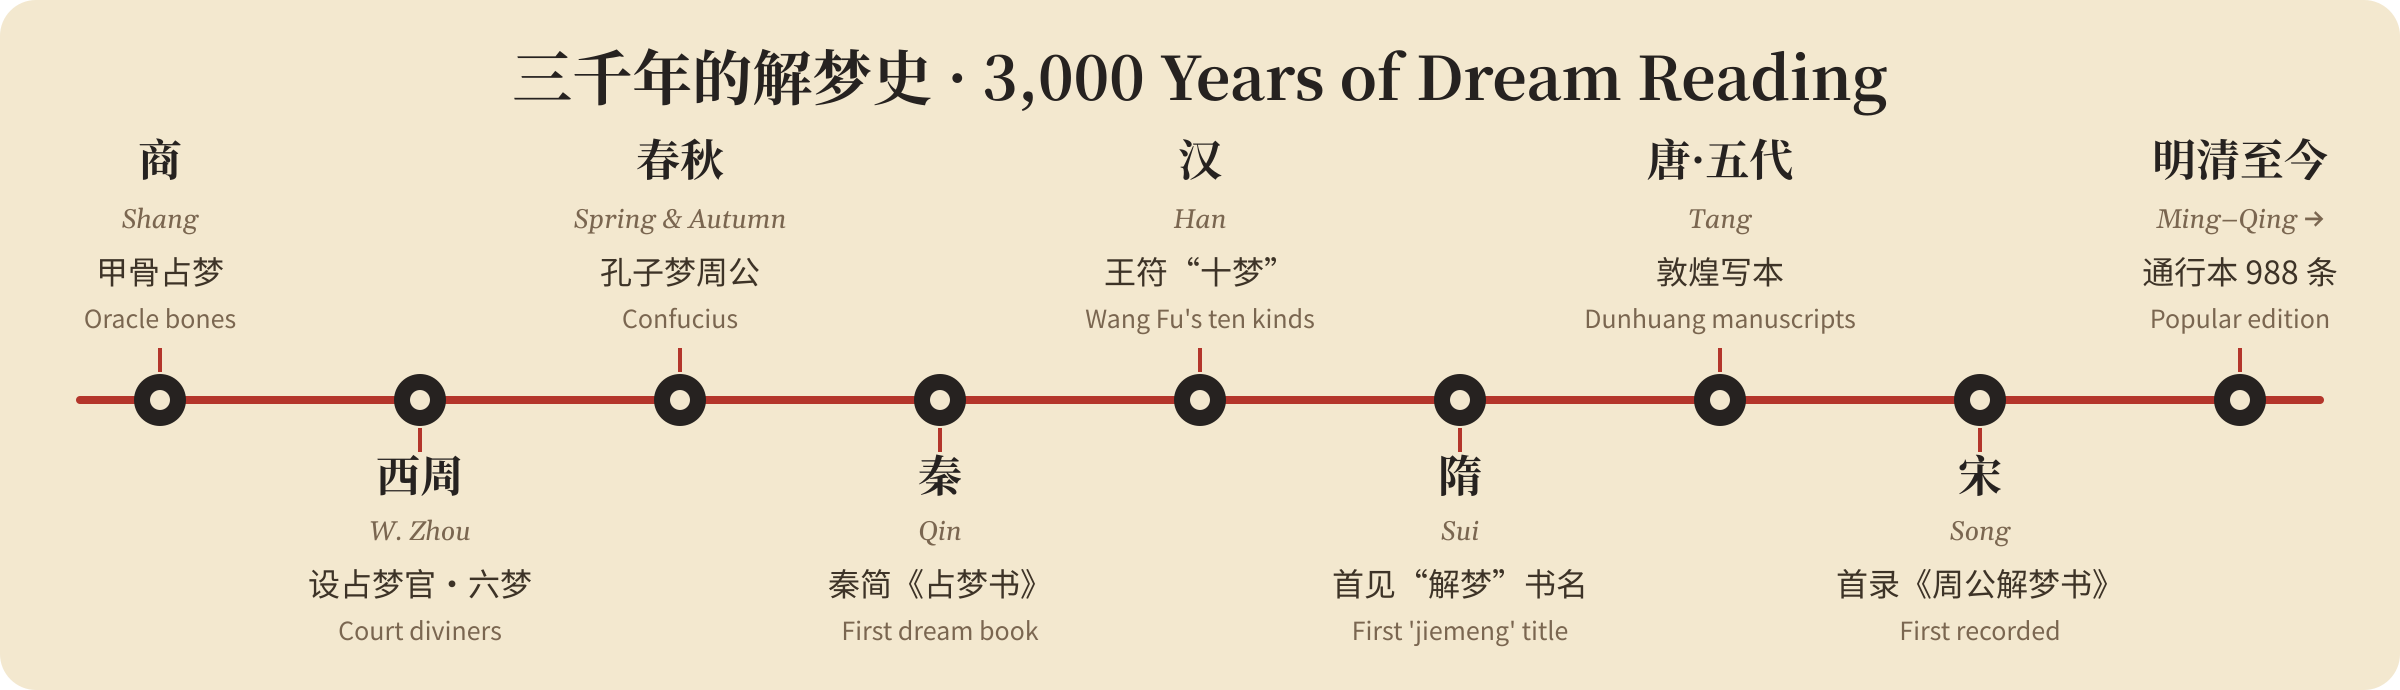 三千年的解梦史 · 3,000 Years of Dream Reading
商
Shang
甲骨占梦
Oracle bones
西周
W. Zhou
设占梦官·六梦
Court diviners
春秋
Spring & Autumn
孔子梦周公
Confucius
秦
Qin
秦简《占梦书》
First dream book
汉
Han
王符“十梦”
Wang Fu's ten kinds
隋
Sui
首见“解梦”书名
First 'jiemeng' title
唐·五代
Tang
敦煌写本
Dunhuang manuscripts
宋
Song
首录《周公解梦书》
First recorded
明清至今
Ming–Qing →
通行本 988 条
Popular edition